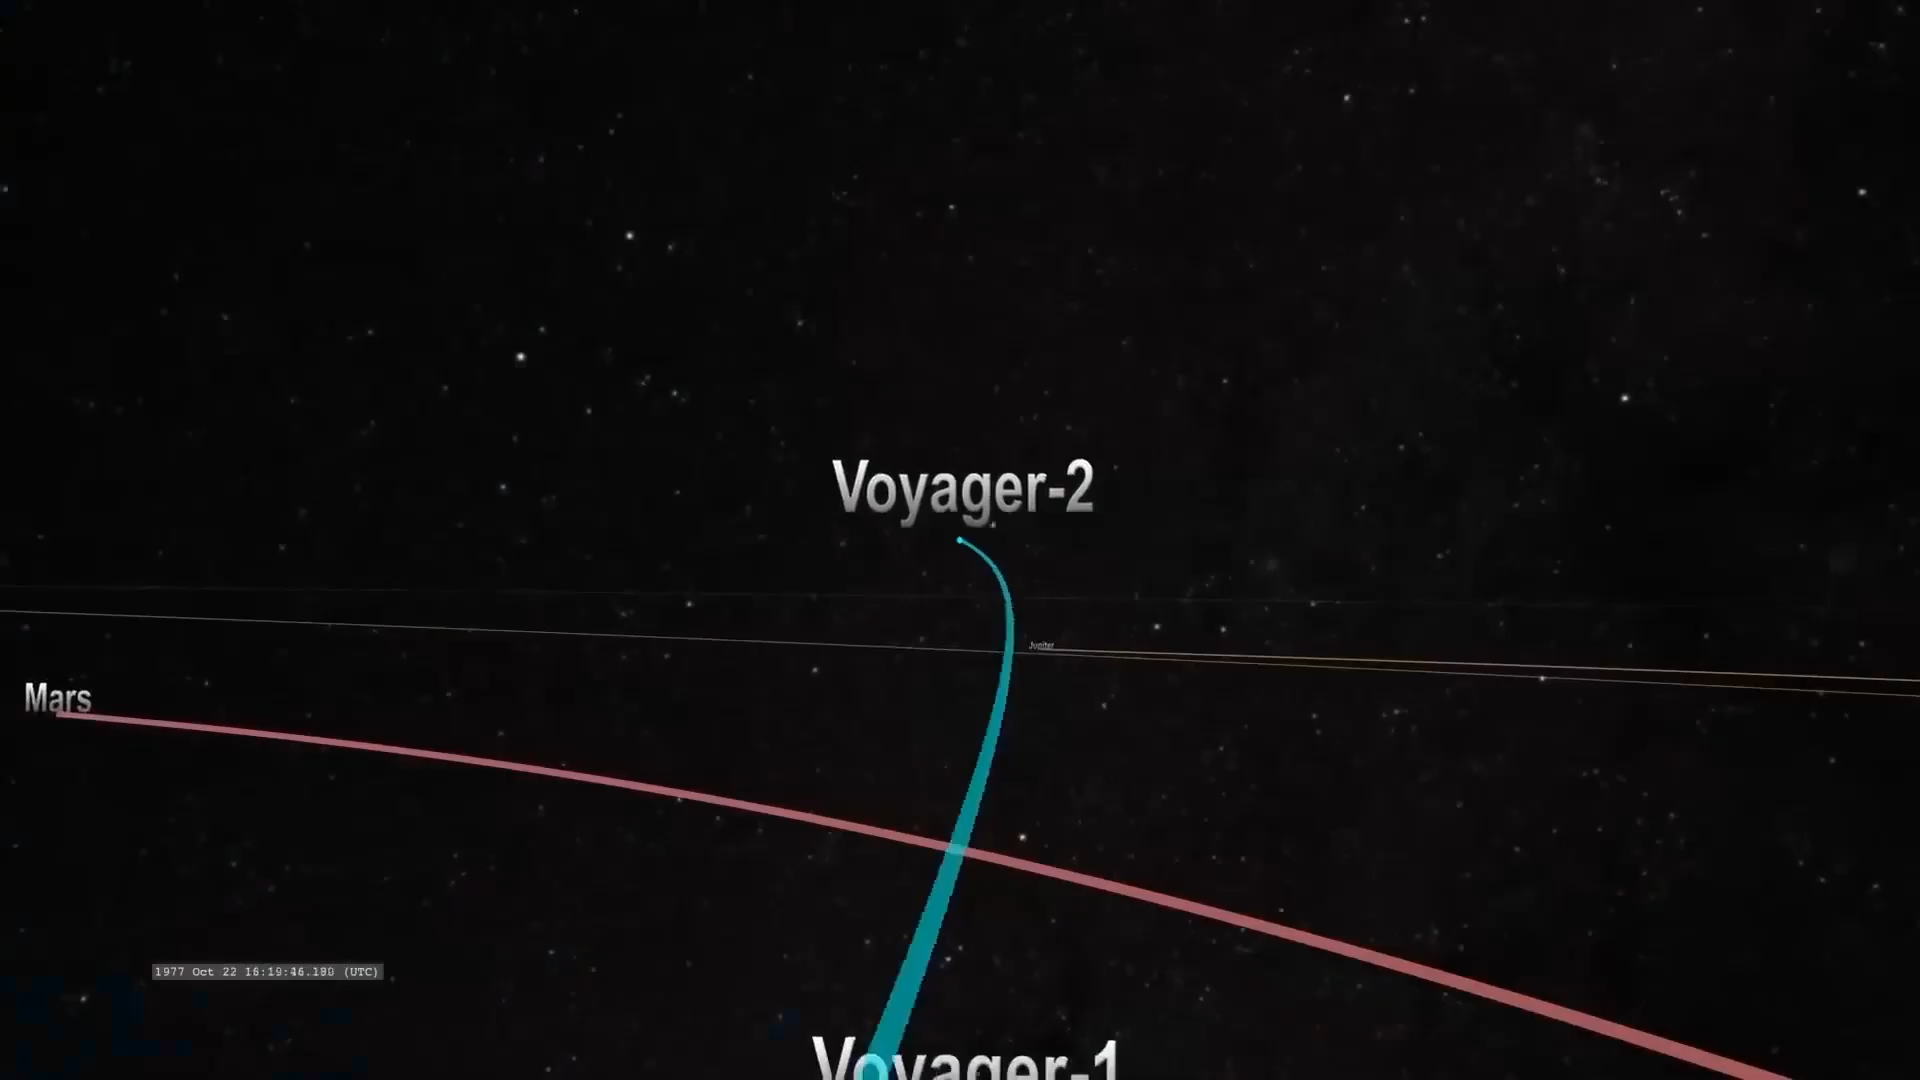 Voyager-2
Jupiter
Mars
1977 Oct 22 16:19:46.180 (UTC)
Voyager-1